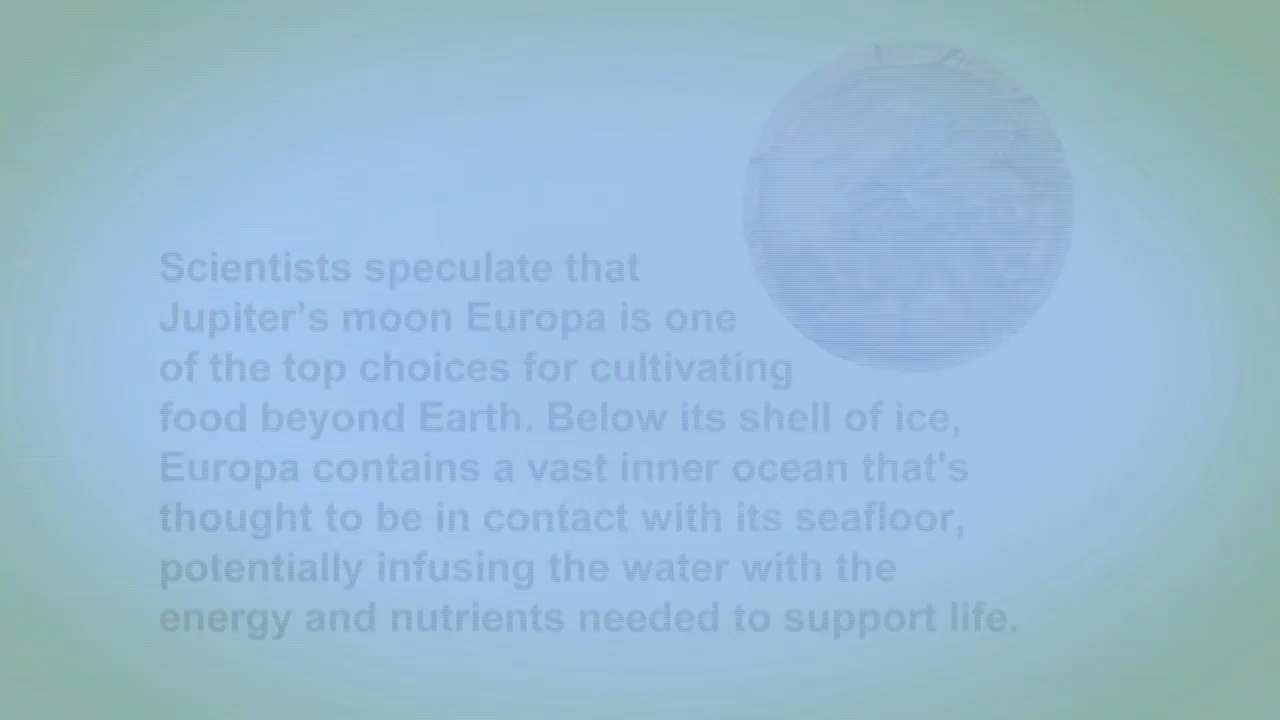 Scientists speculate that
Jupiter’s moon Europa is one
of the top choices for cultivating
food beyond Earth. Below its shell of ice,
Europa contains a vast inner ocean that's
thought to be in contact with its seafloor,
potentially infusing the water with the
energy and nutrients needed to support life.